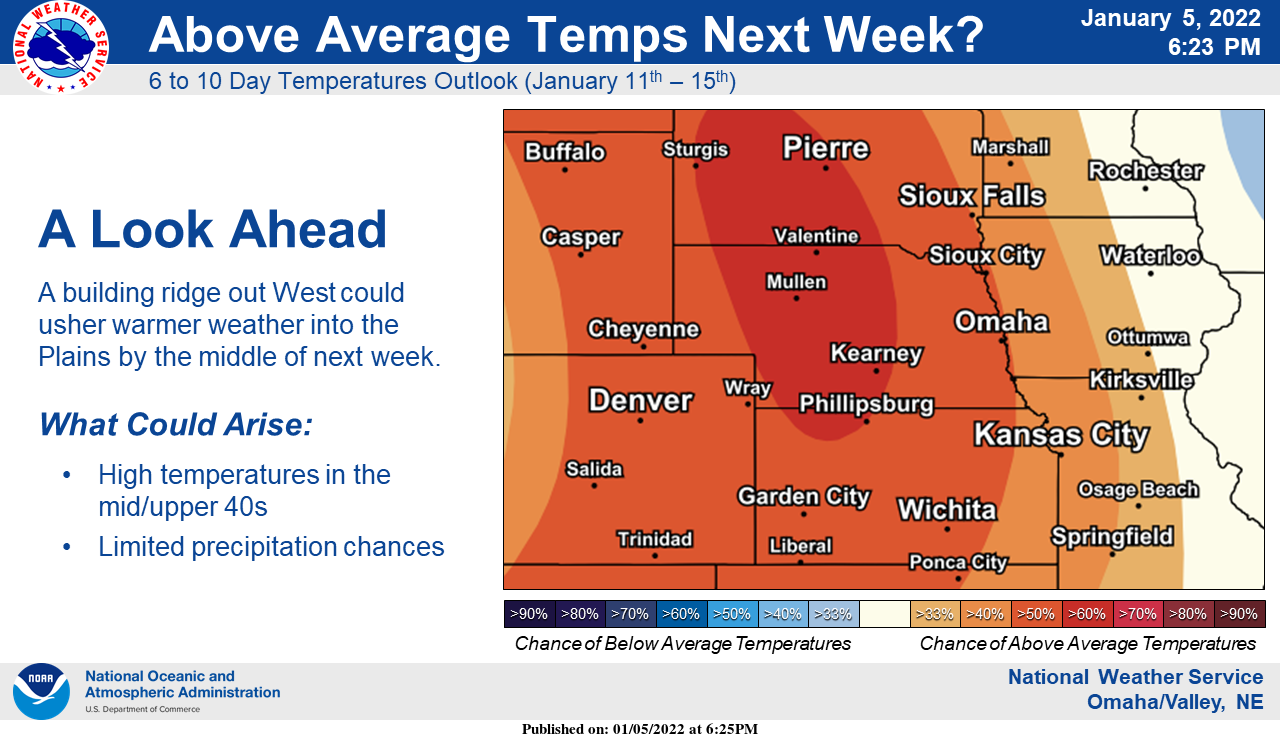 NATIONAL WEATHER SERVICE
Above Average Temps Next Week?
January 5, 2022
6:23 PM
6 to 10 Day Temperatures Outlook (January 11th – 15th)
A Look Ahead
A building ridge out West could
usher warmer weather into the
Plains by the middle of next week.
What Could Arise:
• High temperatures in the
mid/upper 40s
• Limited precipitation chances
Buffalo
Sturgis
Pierre
Marshall
Rochester
Sioux Falls
Casper
Valentine
Sioux City
Waterloo
Mullen
Cheyenne
Omaha
Ottumwa
Kearney
Wray
Kirksville
Denver
Phillipsburg
Kansas City
Salida
Garden City
Wichita
Osage Beach
Trinidad
Liberal
Ponca City
Springfield
>90% >80% >70% >60% >50% >40% >33% >33% >40% >50% >60% >70% >80% >90%
Chance of Below Average Temperatures
Chance of Above Average Temperatures
NOAA
National Oceanic and
Atmospheric Administration
U.S. Department of Commerce
National Weather Service
Omaha/Valley, NE
Published on: 01/05/2022 at 6:25PM